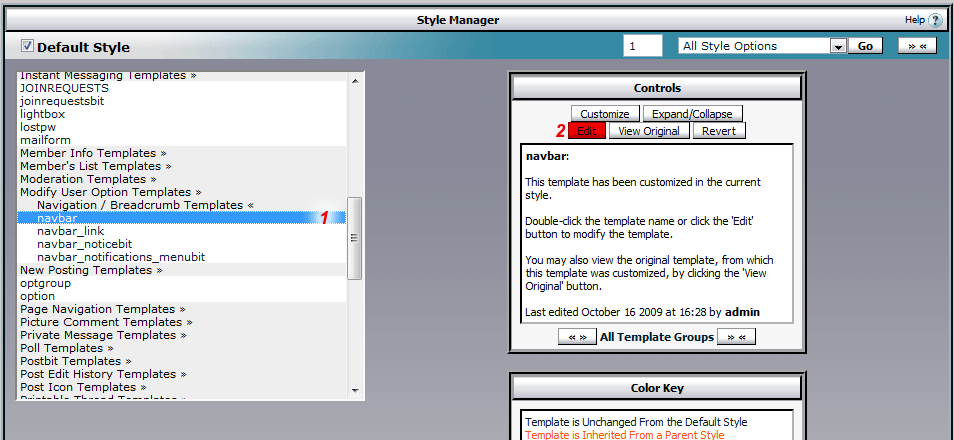 Style Manager
Help ?
Default Style
1
All Style Options
Go
» «
Instant Messaging Templates »
JOINREQUESTS
joinrequestsbit
lightbox
lostpw
mailform
Member Info Templates »
Member's List Templates »
Moderation Templates »
Modify User Option Templates »
Navigation / Breadcrumb Templates «
navbar 1
navbar_link
navbar_noticebit
navbar_notifications_menubit
New Posting Templates »
optgroup
option
Page Navigation Templates »
Picture Comment Templates »
Private Message Templates »
Poll Templates »
Postbit Templates »
Post Edit History Templates »
Post Icon Templates »
Printable Thread Templates »
Controls
Customize Expand/Collapse
2 Edit View Original Revert
navbar:
This template has been customized in the current
style.
Double-click the template name or click the 'Edit'
button to modify the template.
You may also view the original template, from which
this template was customized, by clicking the 'View
Original' button.
Last edited October 16 2009 at 16:28 by admin
« » All Template Groups » «
Color Key
Template is Unchanged From the Default Style
Template is Inherited From a Parent Style